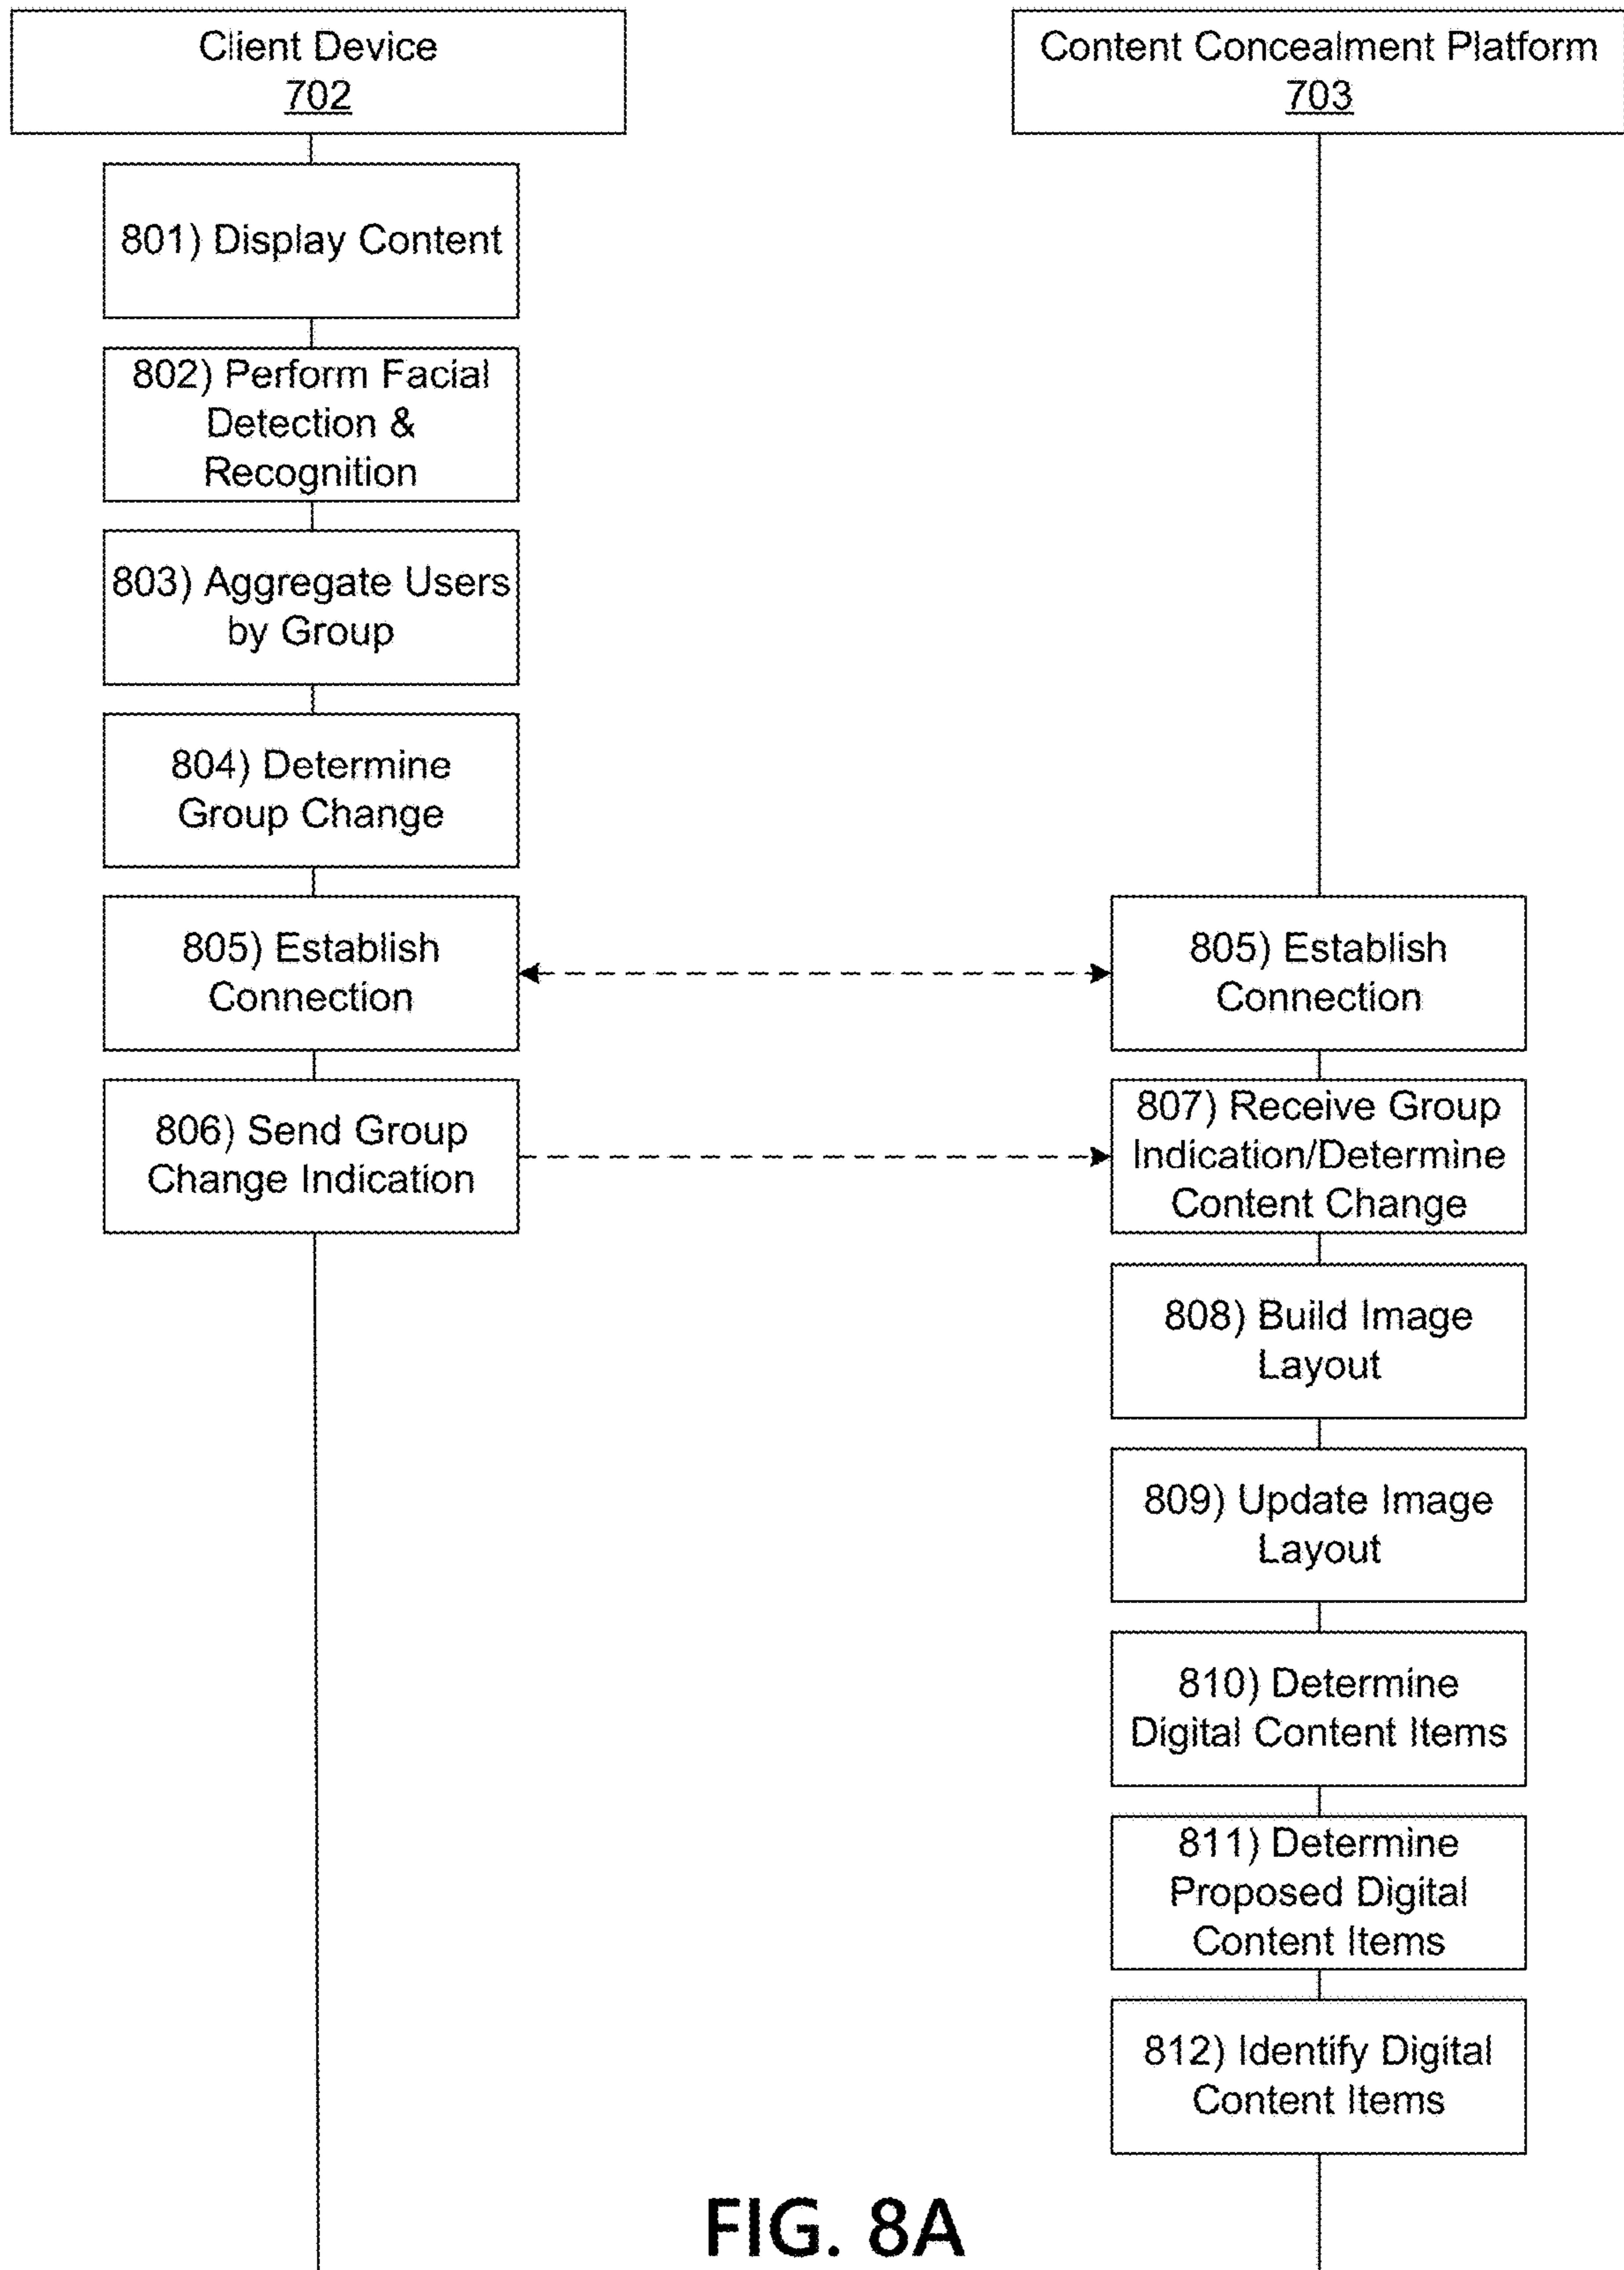 Client Device
702
Content Concealment Platform
703
801) Display Content
802) Perform Facial
Detection &
Recognition
803) Aggregate Users
by Group
804) Determine
Group Change
805) Establish
Connection
805) Establish
Connection
806) Send Group
Change Indication
807) Receive Group
Indication/Determine
Content Change
808) Build Image
Layout
809) Update Image
Layout
810) Determine
Digital Content Items
811) Determine
Proposed Digital
Content Items
812) Identify Digital
Content Items
FIG. 8A